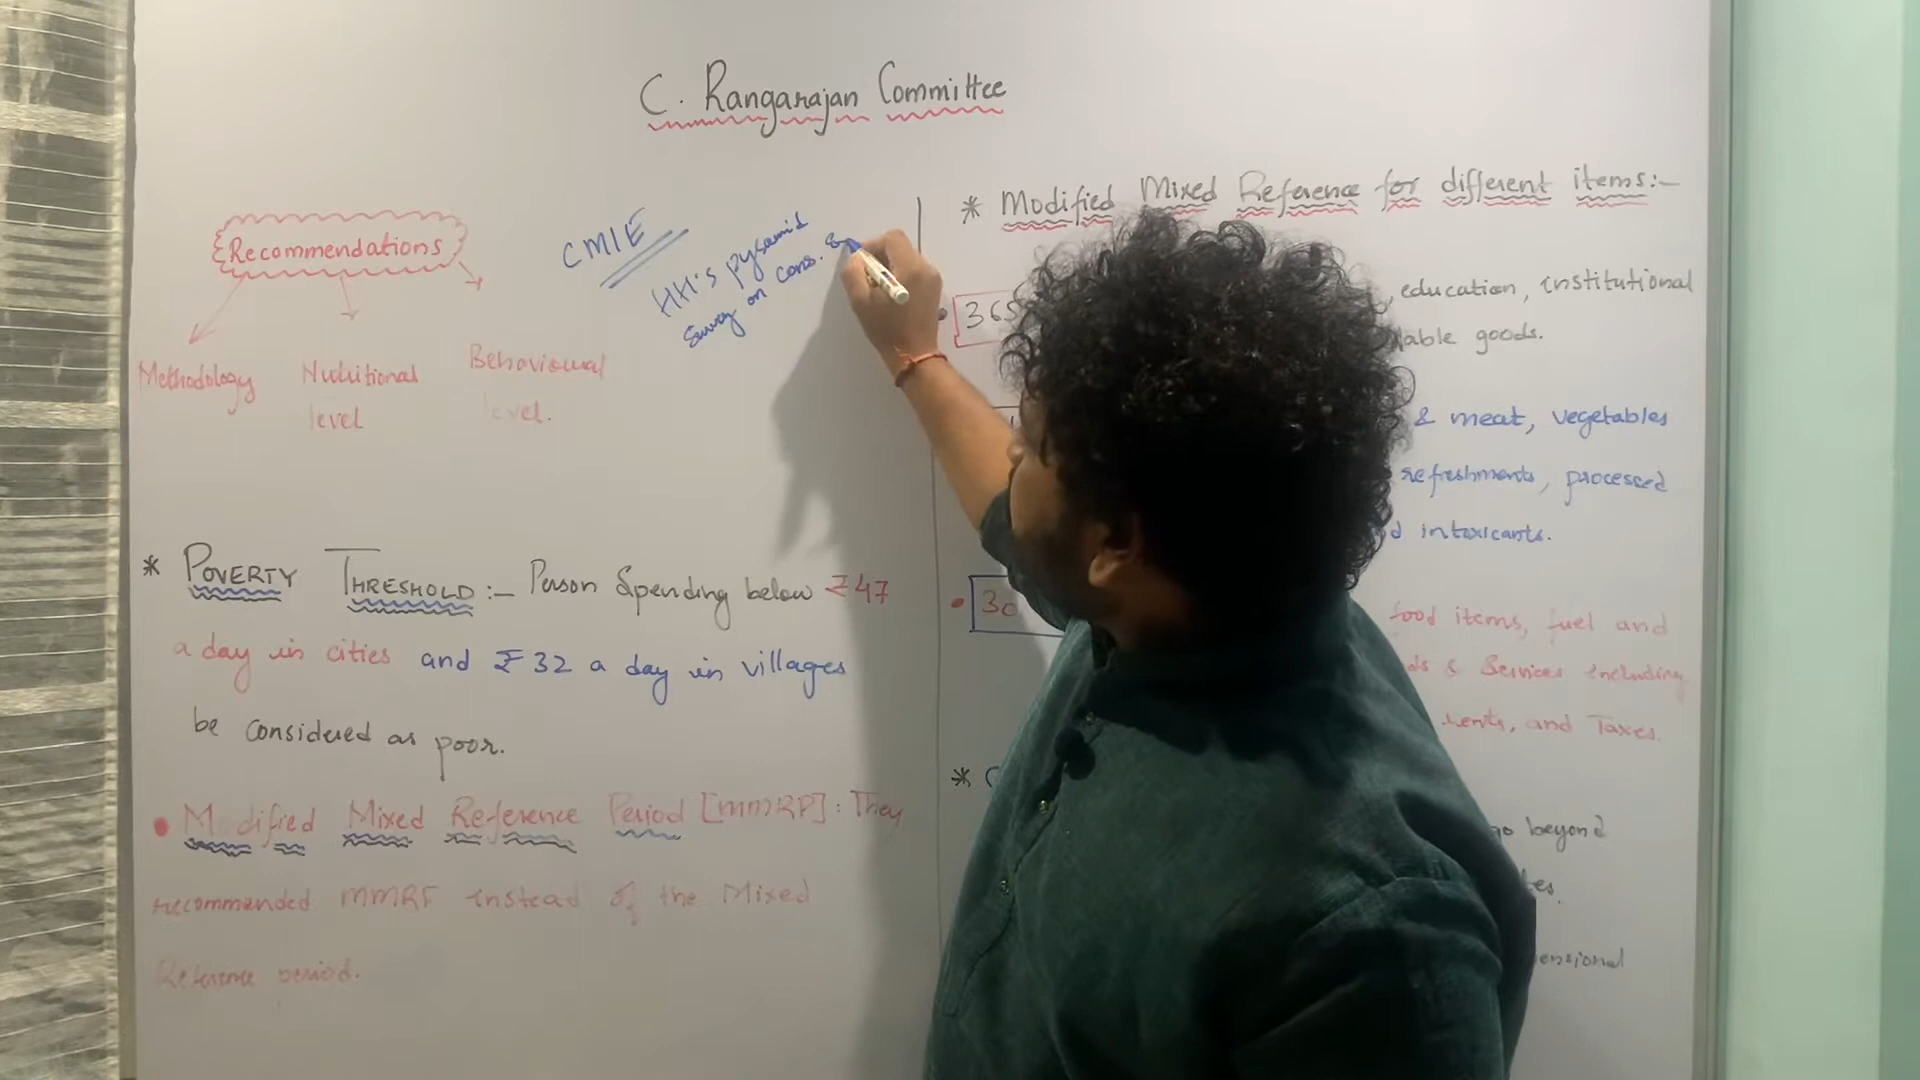 C. Rangarajan Committee
Recommendations
Methodology
Nutritional
level
Behavioural
level.
CMIE
HH's pyramid
Survey on cons. &
* POVERTY THRESHOLD :- Person Spending below ₹47
a day in cities and ₹32 a day in villages
be considered as poor.
• Modified Mixed Reference Period [MMRP] : They
recommended MMRF instead of the Mixed
Reference period.
* Modified Mixed Reference for different items:-
• 365
, education, institutional
able goods.
& meat, vegetables
refreshments, processed
d intoxicants.
• 30
food items, fuel and
ds & Services including
rents, and Taxes.
*
go beyond
tes.
ensional